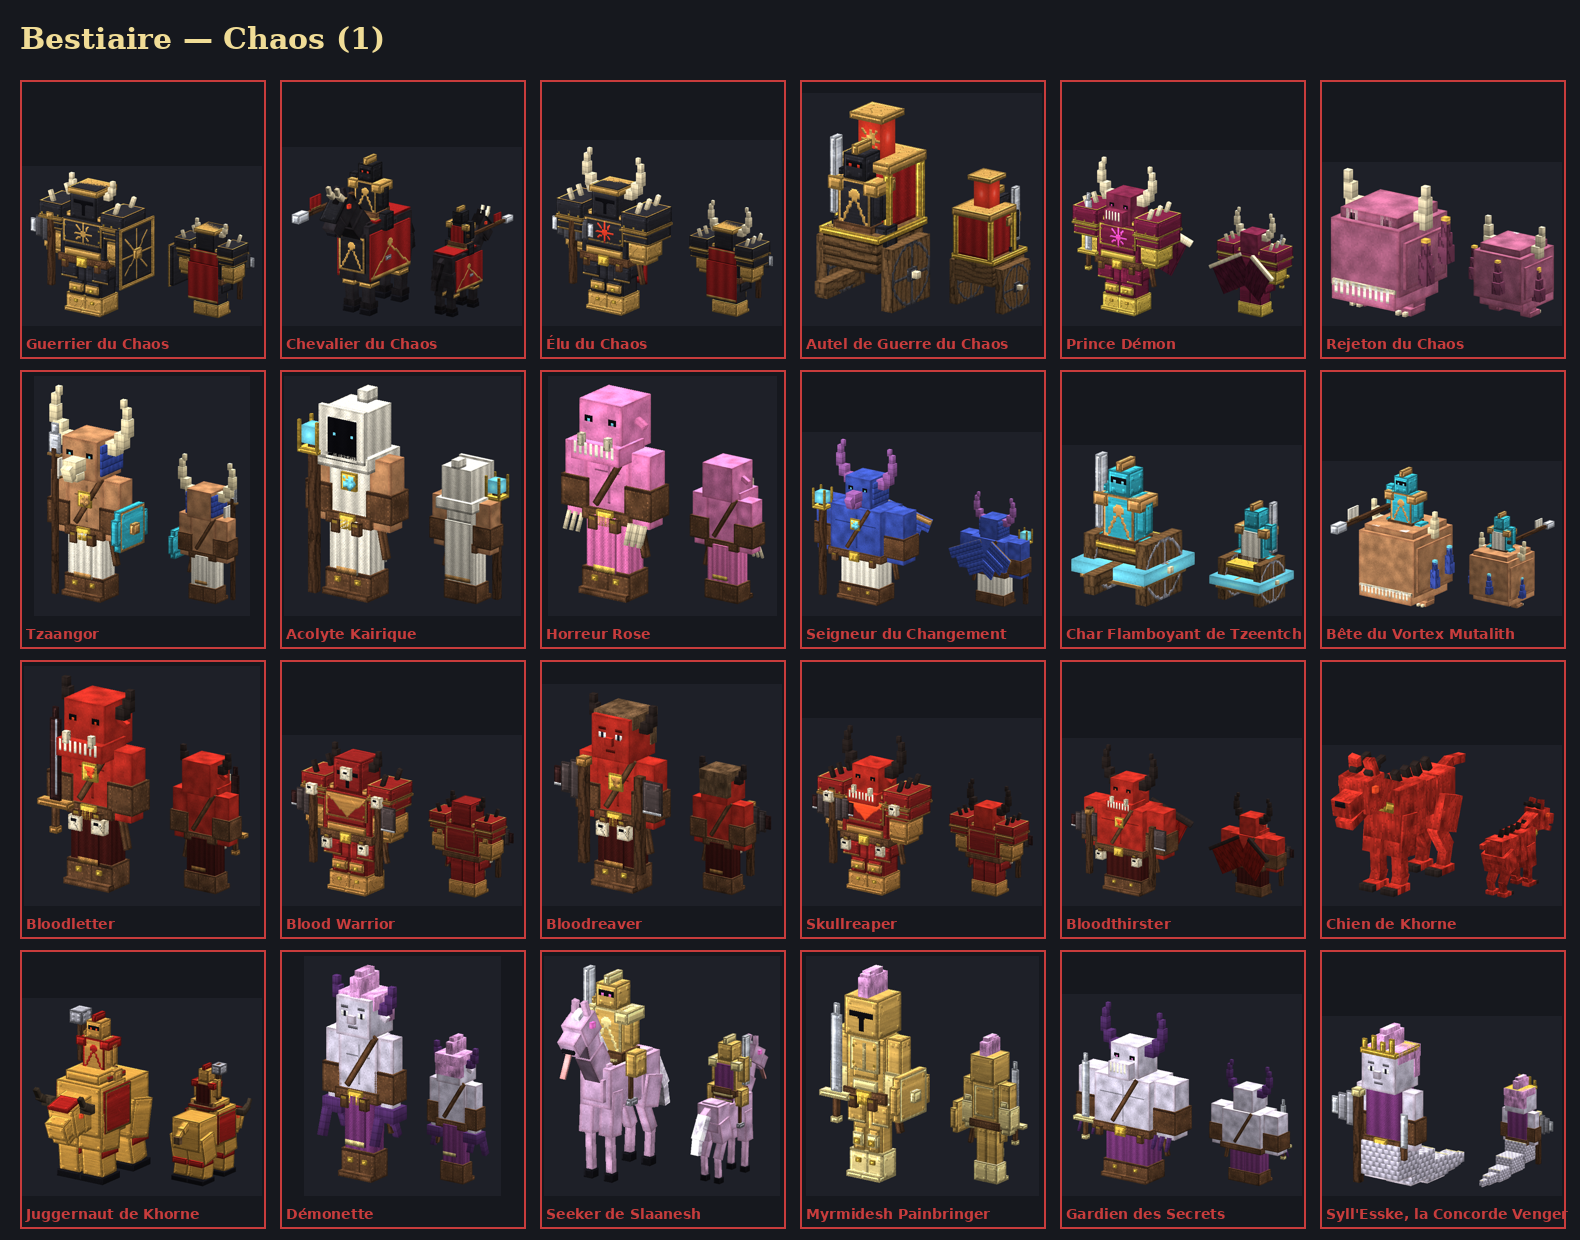 Bestiaire — Chaos (1)
Guerrier du Chaos
Chevalier du Chaos
Élu du Chaos
Autel de Guerre du Chaos
Prince Démon
Rejeton du Chaos
Tzaangor
Acolyte Kairique
Horreur Rose
Seigneur du Changement
Char Flamboyant de Tzeentch
Bête du Vortex Mutalith
Bloodletter
Blood Warrior
Bloodreaver
Skullreaper
Bloodthirster
Chien de Khorne
Juggernaut de Khorne
Démonette
Seeker de Slaanesh
Myrmidesh Painbringer
Gardien des Secrets
Syll'Esske, la Concorde Venger